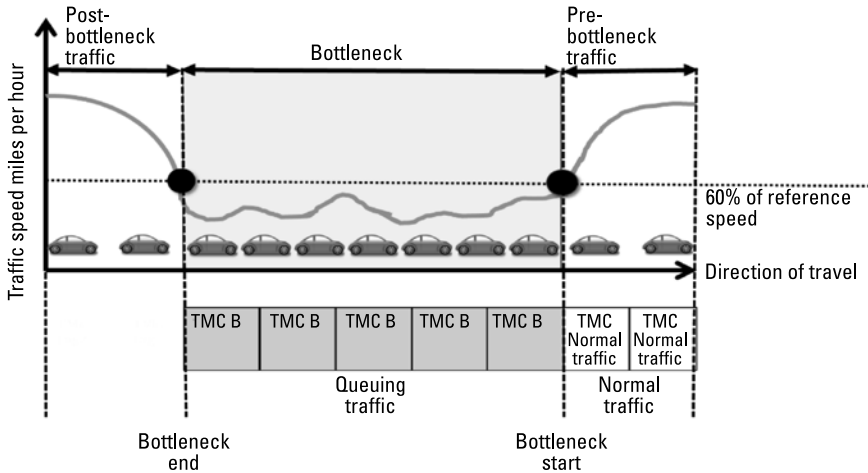 Post-
bottleneck
traffic
Bottleneck
Pre-
bottleneck
traffic
Traffic speed miles per hour
60% of reference
speed
Direction of travel
TMC B
TMC B
TMC B
TMC B
TMC B
TMC
Normal
traffic
TMC
Normal
traffic
Queuing
traffic
Normal
traffic
Bottleneck
end
Bottleneck
start